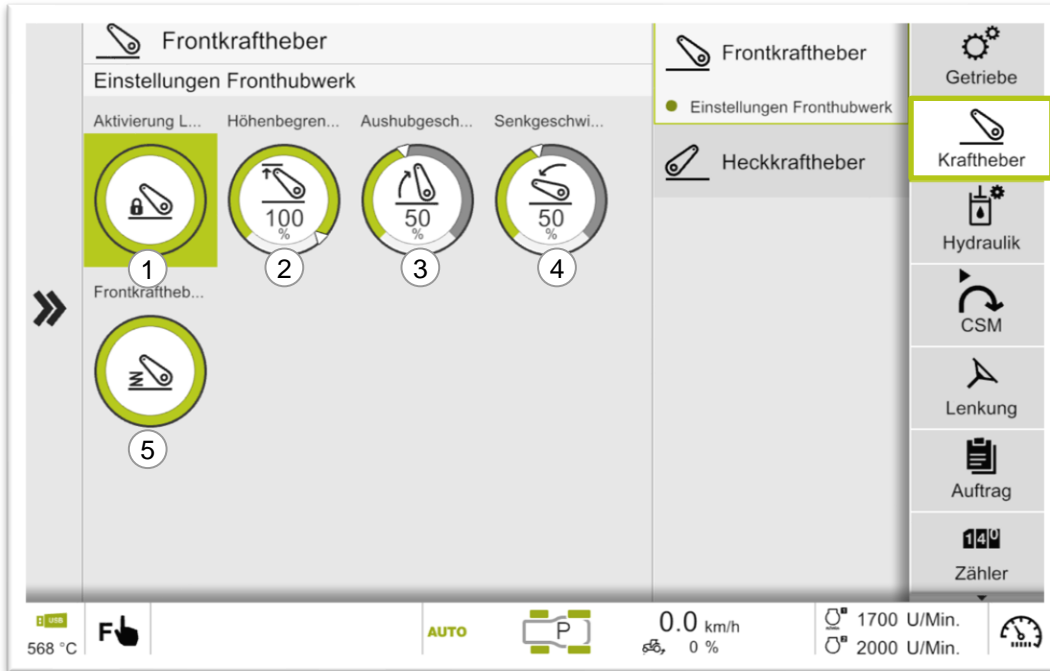 Frontkraftheber
Einstellungen Fronthubwerk
Aktivierung L...
Höhenbegren...
Aushubgesch...
Senkgeschwi...
100
%
50
%
50
%
1
2
3
4
Frontkraftheb...
5
Frontkraftheber
Einstellungen Fronthubwerk
Heckkraftheber
Getriebe
Kraftheber
Hydraulik
CSM
Lenkung
Auftrag
140
Zähler
USB
568 °C
F
AUTO
P
0.0 km/h
0 %
1700 U/Min.
2000 U/Min.